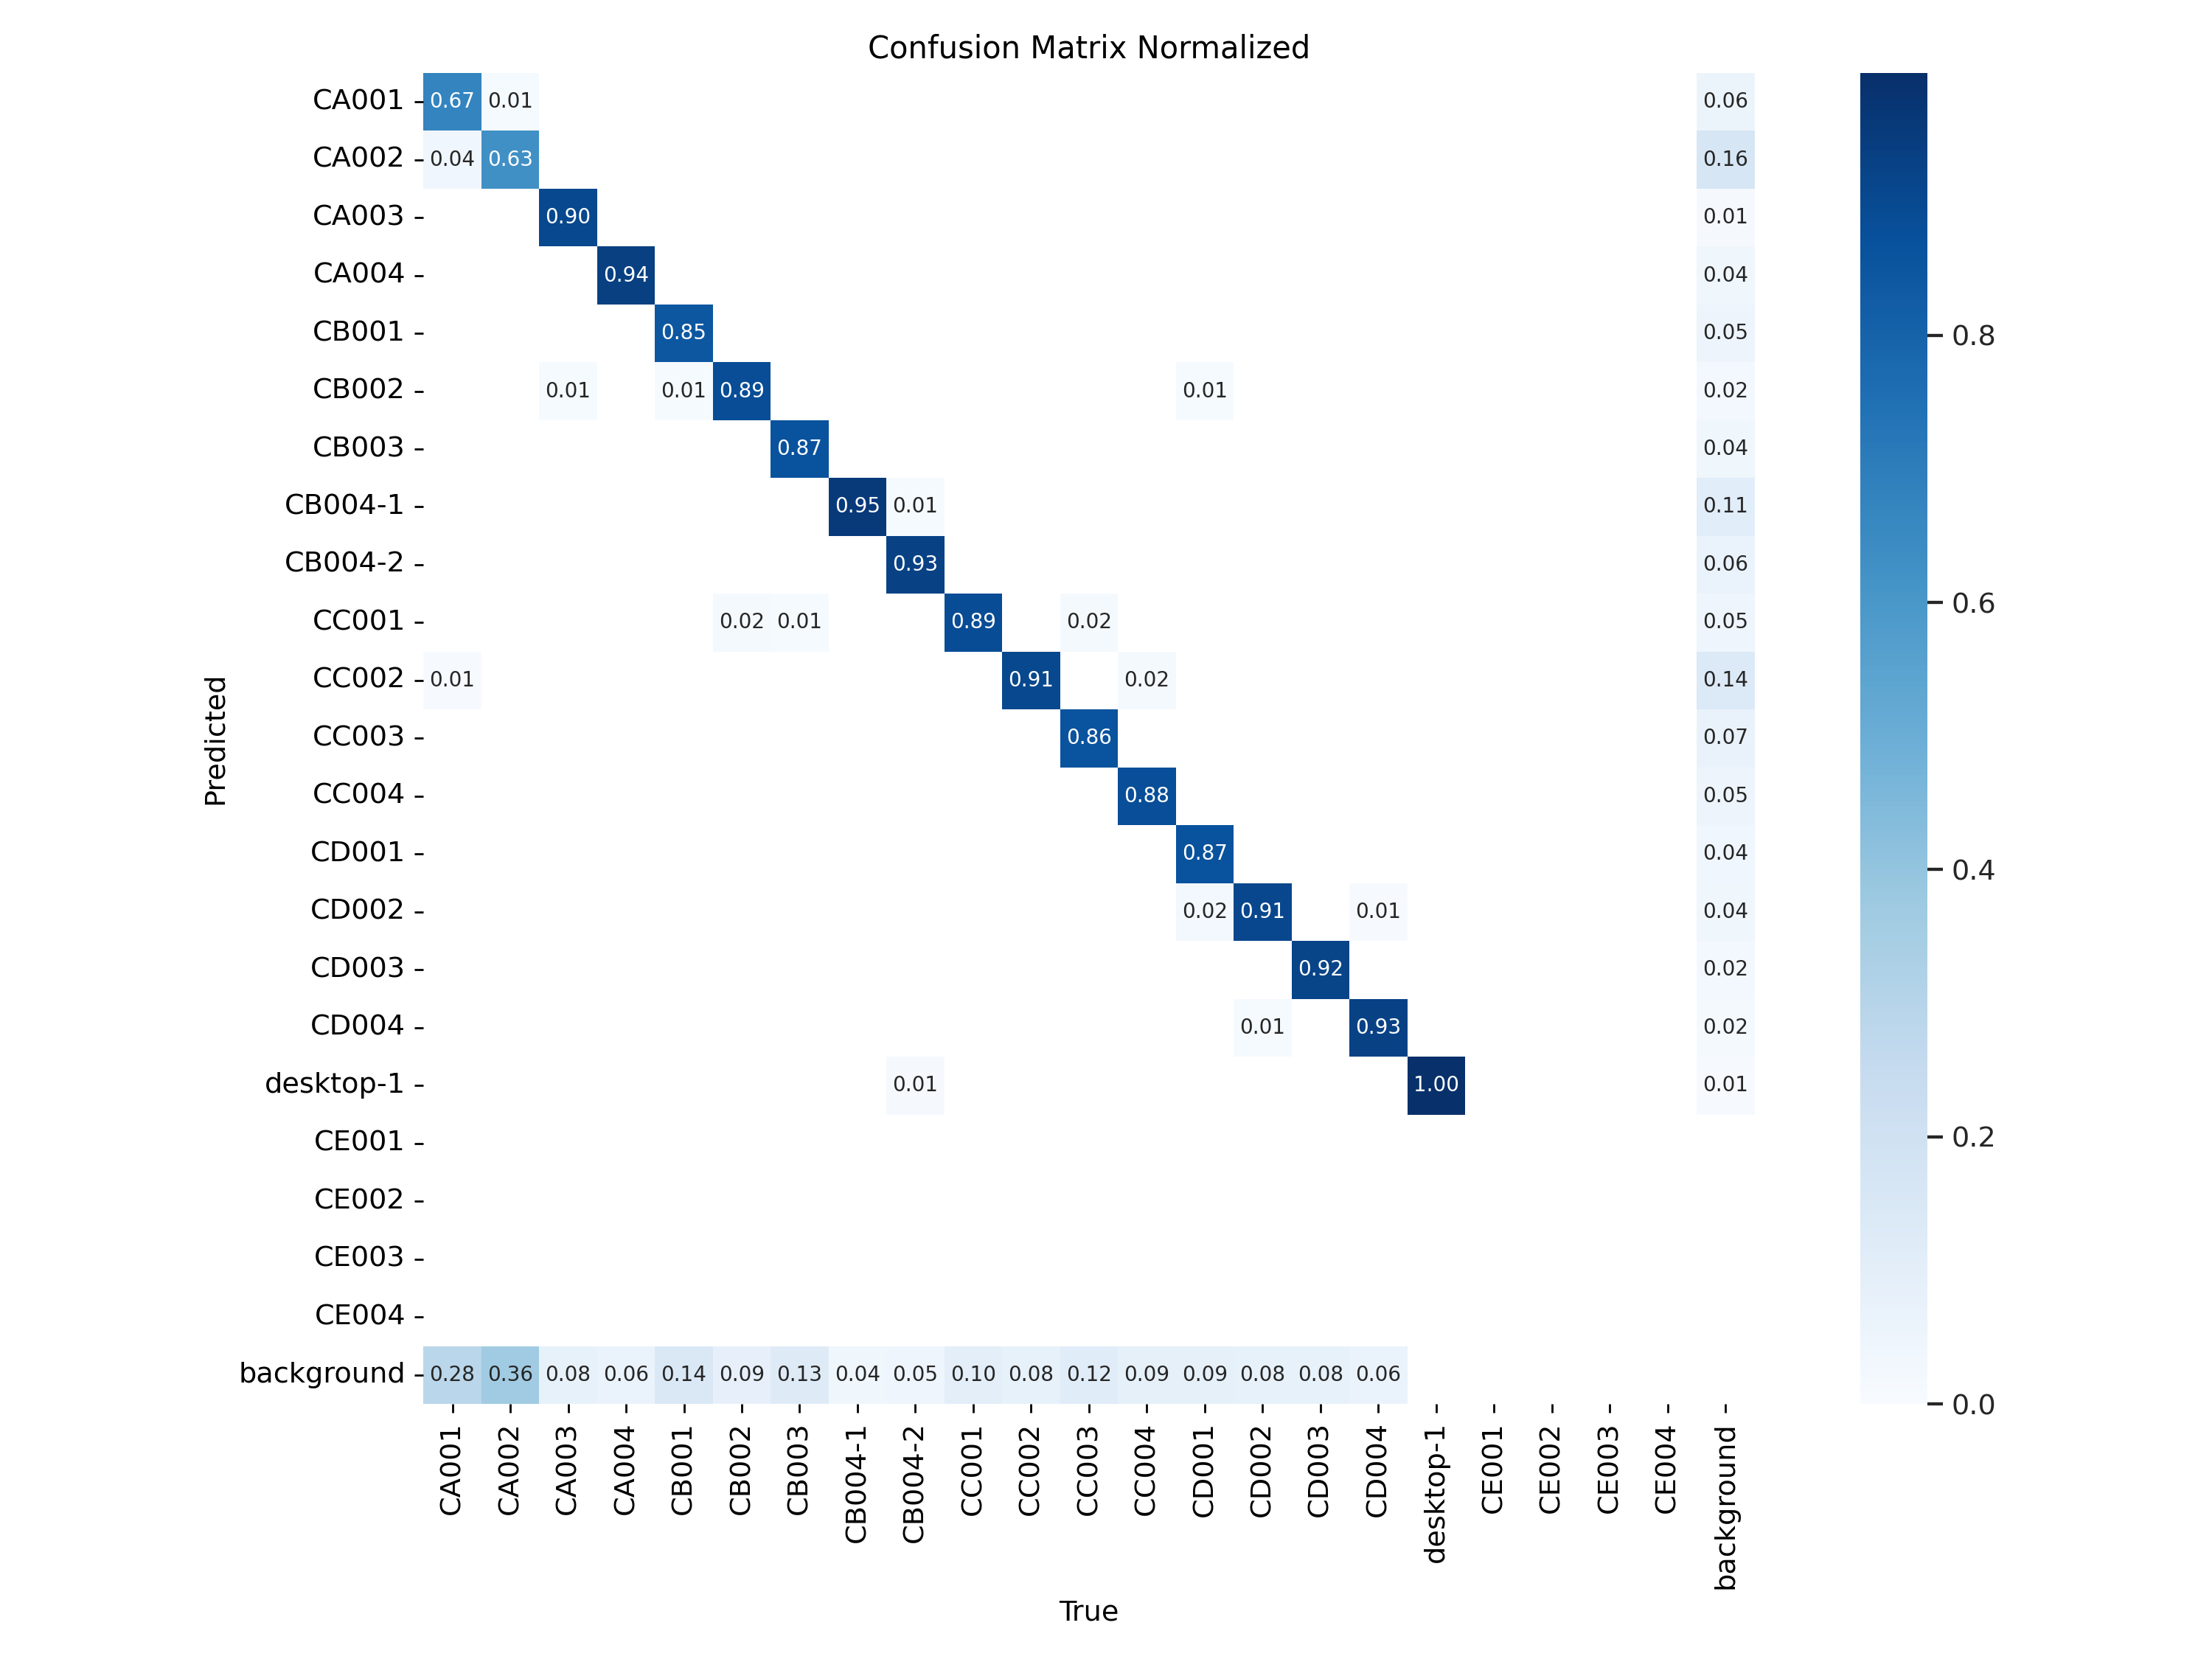 Confusion Matrix Normalized
CA001 0.67 0.01 0.06
CA002 0.04 0.63 0.16
CA003 0.90 0.01
CA004 0.94 0.04
CB001 0.85 0.05
CB002 0.01 0.01 0.89 0.01 0.02
CB003 0.87 0.04
CB004-1 0.95 0.01 0.11
CB004-2 0.93 0.06
CC001 0.02 0.01 0.89 0.02 0.05
CC002 0.01 0.91 0.02 0.14
CC003 0.86 0.07
CC004 0.88 0.05
CD001 0.87 0.04
CD002 0.02 0.91 0.01 0.04
CD003 0.92 0.02
CD004 0.01 0.93 0.02
desktop-1 0.01 1.00 0.01
CE001
CE002
CE003
CE004
background 0.28 0.36 0.08 0.06 0.14 0.09 0.13 0.04 0.05 0.10 0.08 0.12 0.09 0.09 0.08 0.08 0.06
CA001 CA002 CA003 CA004 CB001 CB002 CB003 CB004-1 CB004-2 CC001 CC002 CC003 CC004 CD001 CD002 CD003 CD004 desktop-1 CE001 CE002 CE003 CE004 background
True
Predicted
0.8
0.6
0.4
0.2
0.0